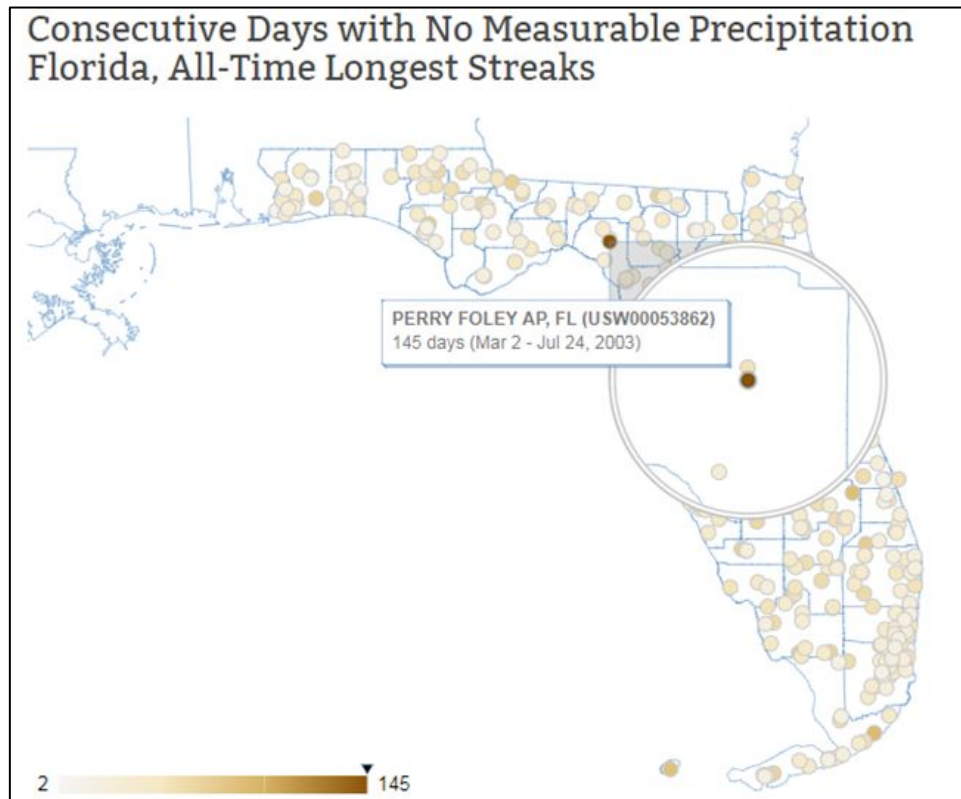 Consecutive Days with No Measurable Precipitation
Florida, All-Time Longest Streaks
PERRY FOLEY AP, FL (USW00053862)
145 days (Mar 2 - Jul 24, 2003)
2 145